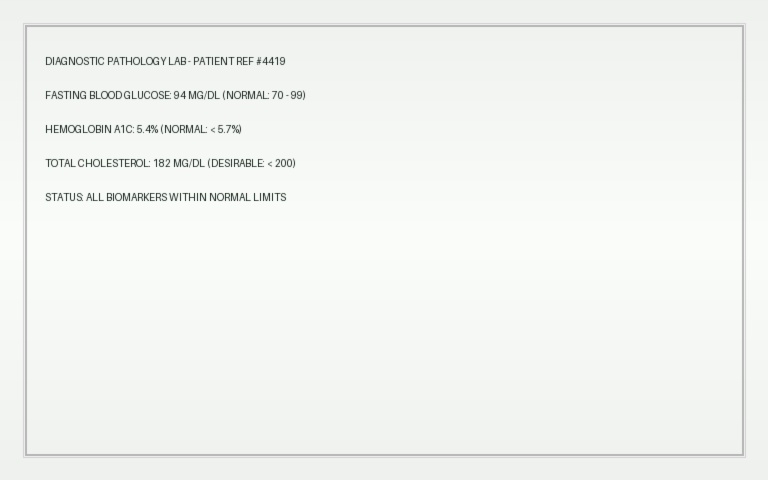 DIAGNOSTIC PATHOLOGY LAB - PATIENT REF #4419
FASTING BLOOD GLUCOSE: 94 MG/DL (NORMAL: 70 - 99)
HEMOGLOBIN A1C: 5.4% (NORMAL: < 5.7%)
TOTAL CHOLESTEROL: 182 MG/DL (DESIRABLE: < 200)
STATUS: ALL BIOMARKERS WITHIN NORMAL LIMITS